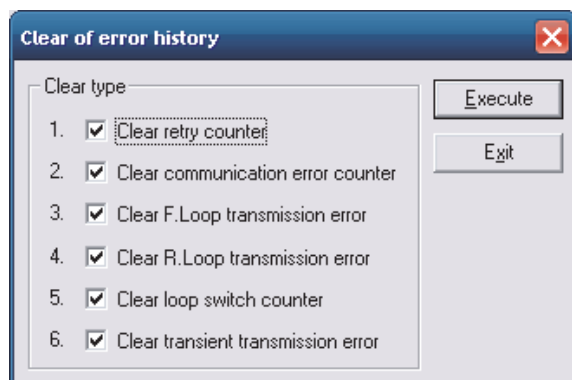 Clear of error history
Clear type
1. Clear retry counter
2. Clear communication error counter
3. Clear F.Loop transmission error
4. Clear R.Loop transmission error
5. Clear loop switch counter
6. Clear transient transmission error
Execute
Exit